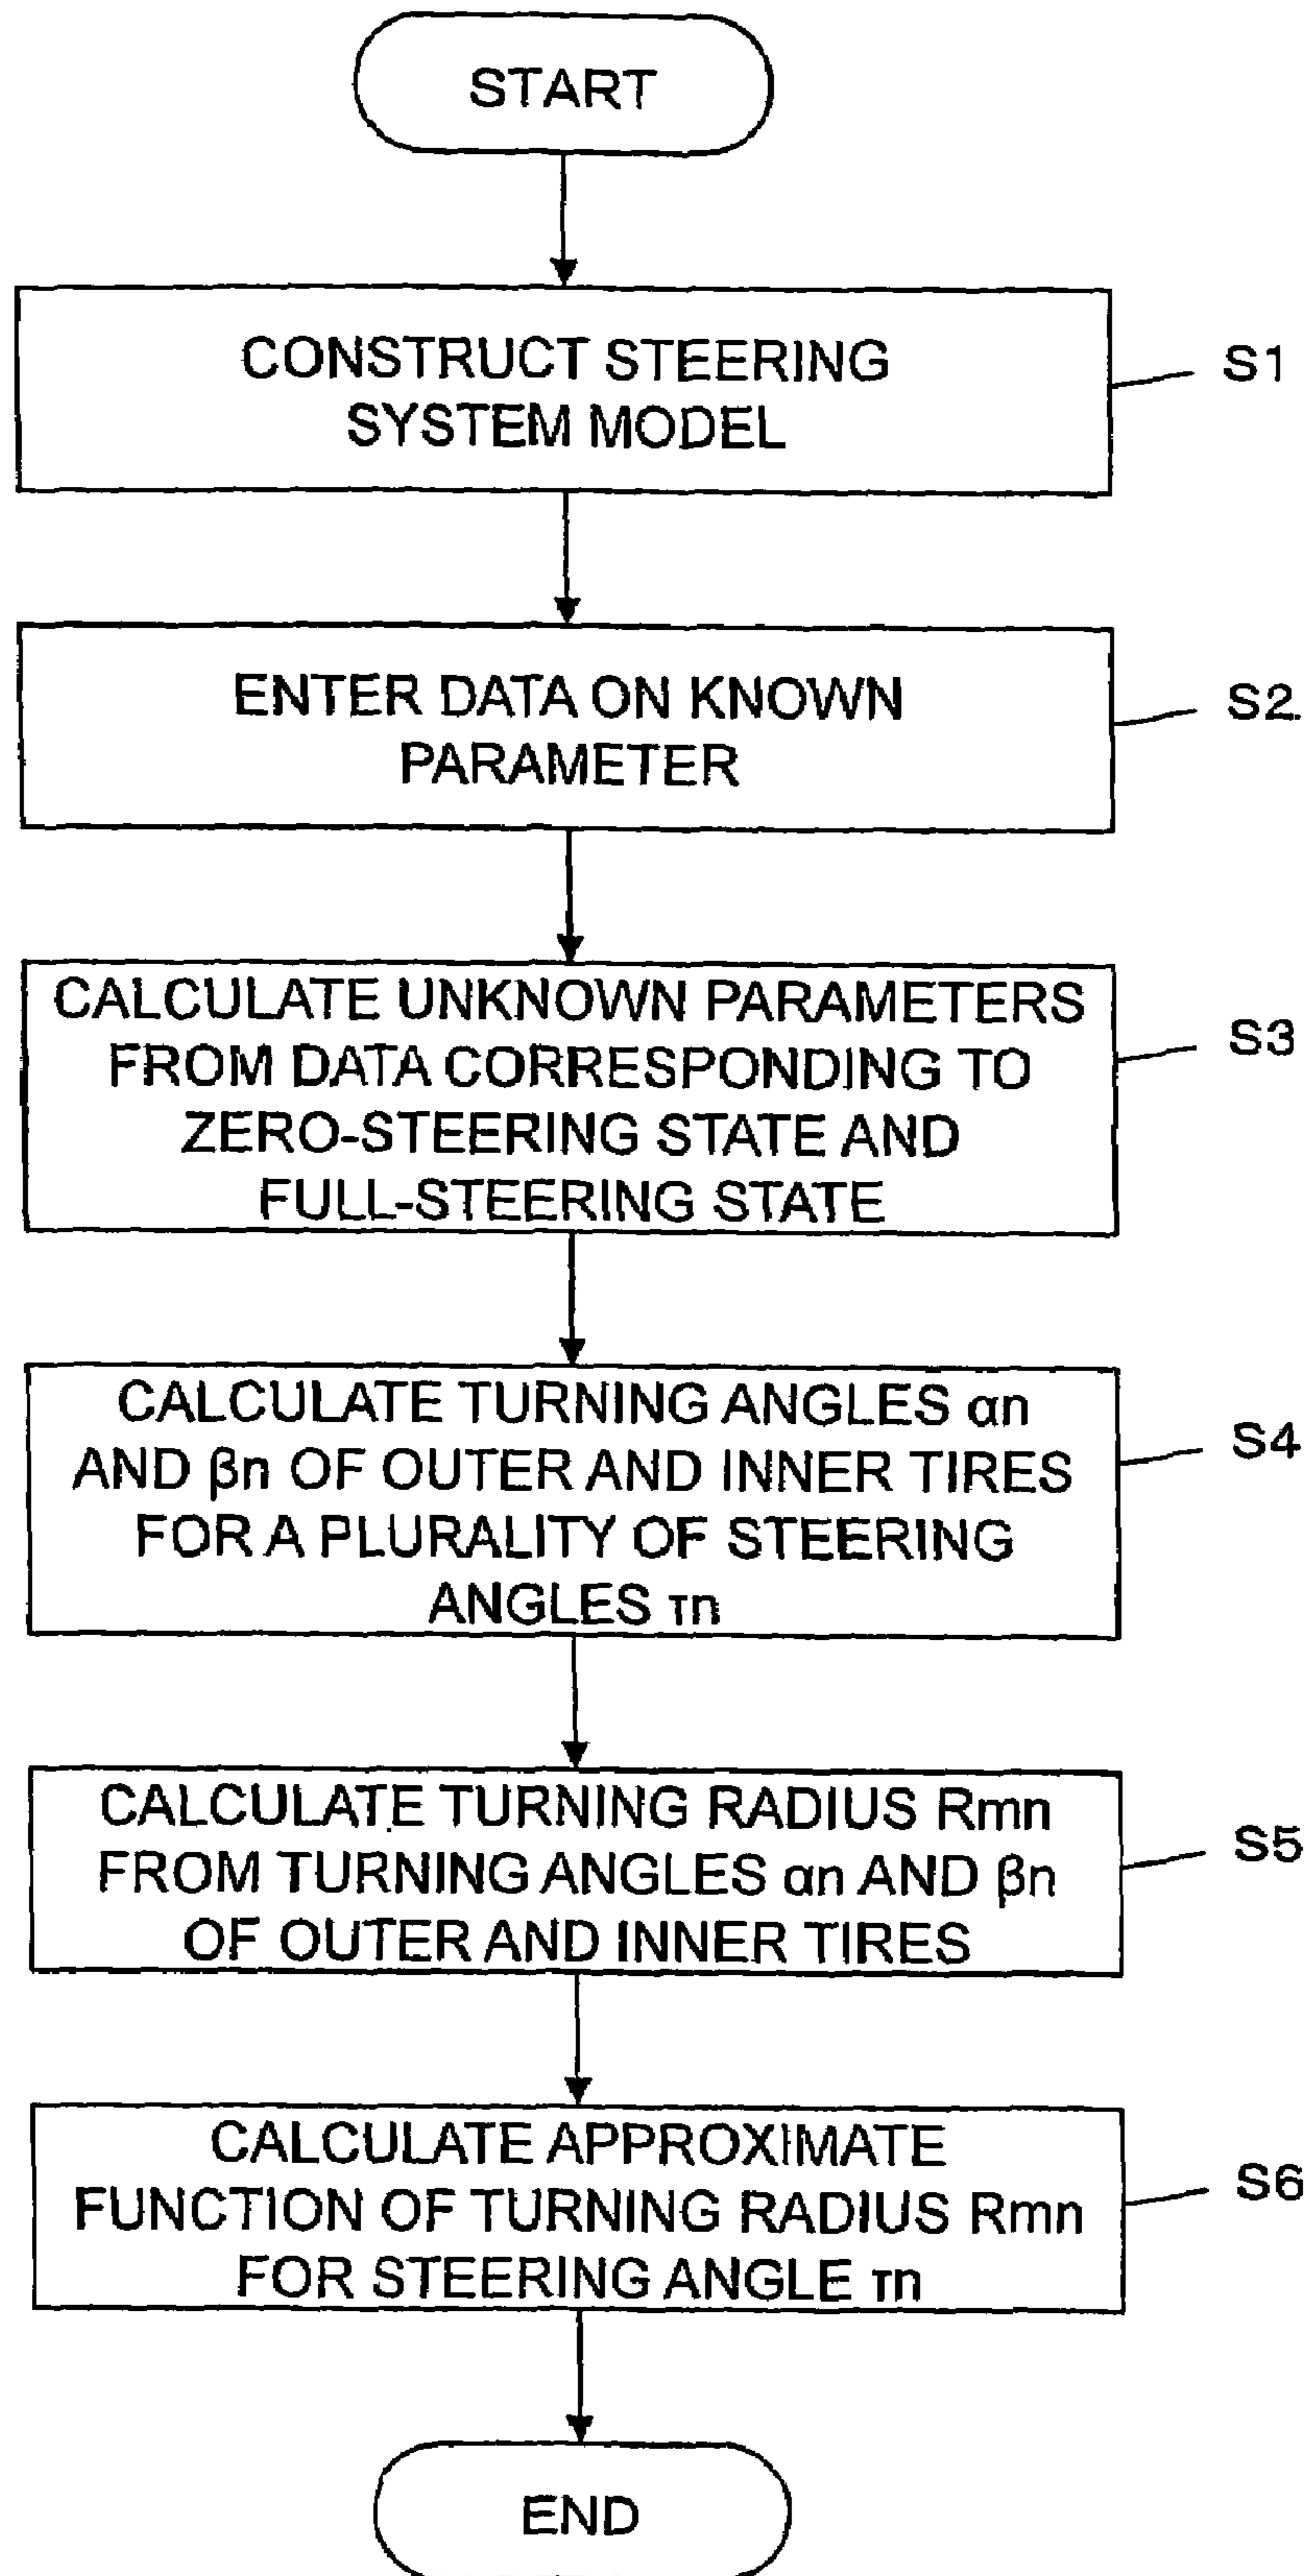 START
CONSTRUCT STEERING
SYSTEM MODEL
S1
ENTER DATA ON KNOWN
PARAMETER
S2
CALCULATE UNKNOWN PARAMETERS
FROM DATA CORRESPONDING TO
ZERO-STEERING STATE AND
FULL-STEERING STATE
S3
CALCULATE TURNING ANGLES αn
AND βn OF OUTER AND INNER TIRES
FOR A PLURALITY OF STEERING
ANGLES τn
S4
CALCULATE TURNING RADIUS Rmn
FROM TURNING ANGLES αn AND βn
OF OUTER AND INNER TIRES
S5
CALCULATE APPROXIMATE
FUNCTION OF TURNING RADIUS Rmn
FOR STEERING ANGLE τn
S6
END